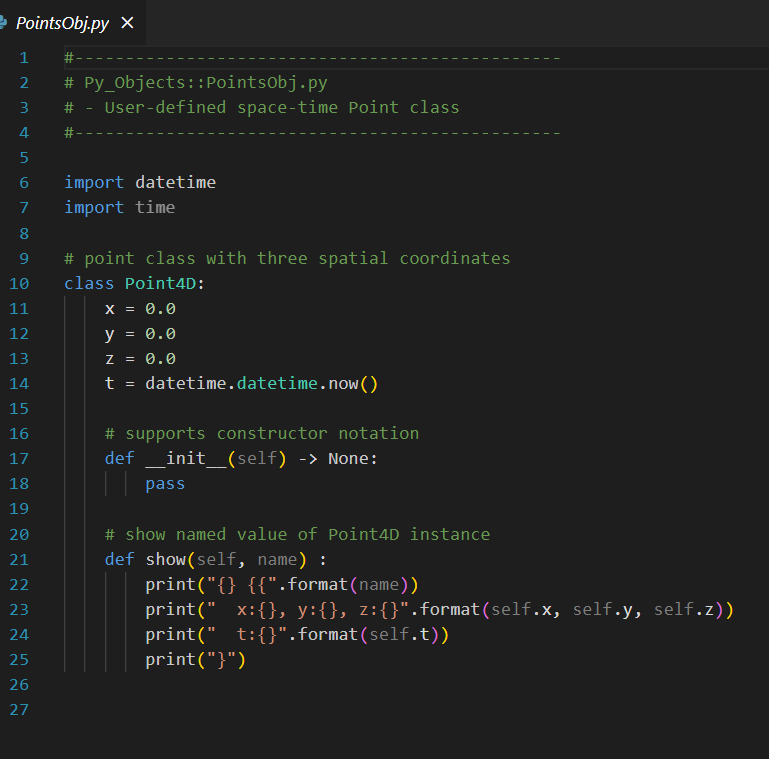 PointsObj.py ×
1 #------------------------------------------------
2 # Py_Objects::PointsObj.py
3 # - User-defined space-time Point class
4 #------------------------------------------------
5
6 import datetime
7 import time
8
9 # point class with three spatial coordinates
10 class Point4D:
11     x = 0.0
12     y = 0.0
13     z = 0.0
14     t = datetime.datetime.now()
15
16     # supports constructor notation
17     def __init__(self) -> None:
18         pass
19
20     # show named value of Point4D instance
21     def show(self, name) :
22         print("{} {{".format(name))
23         print("  x:{}, y:{}, z:{}".format(self.x, self.y, self.z))
24         print("  t:{}".format(self.t))
25         print("}")
26
27